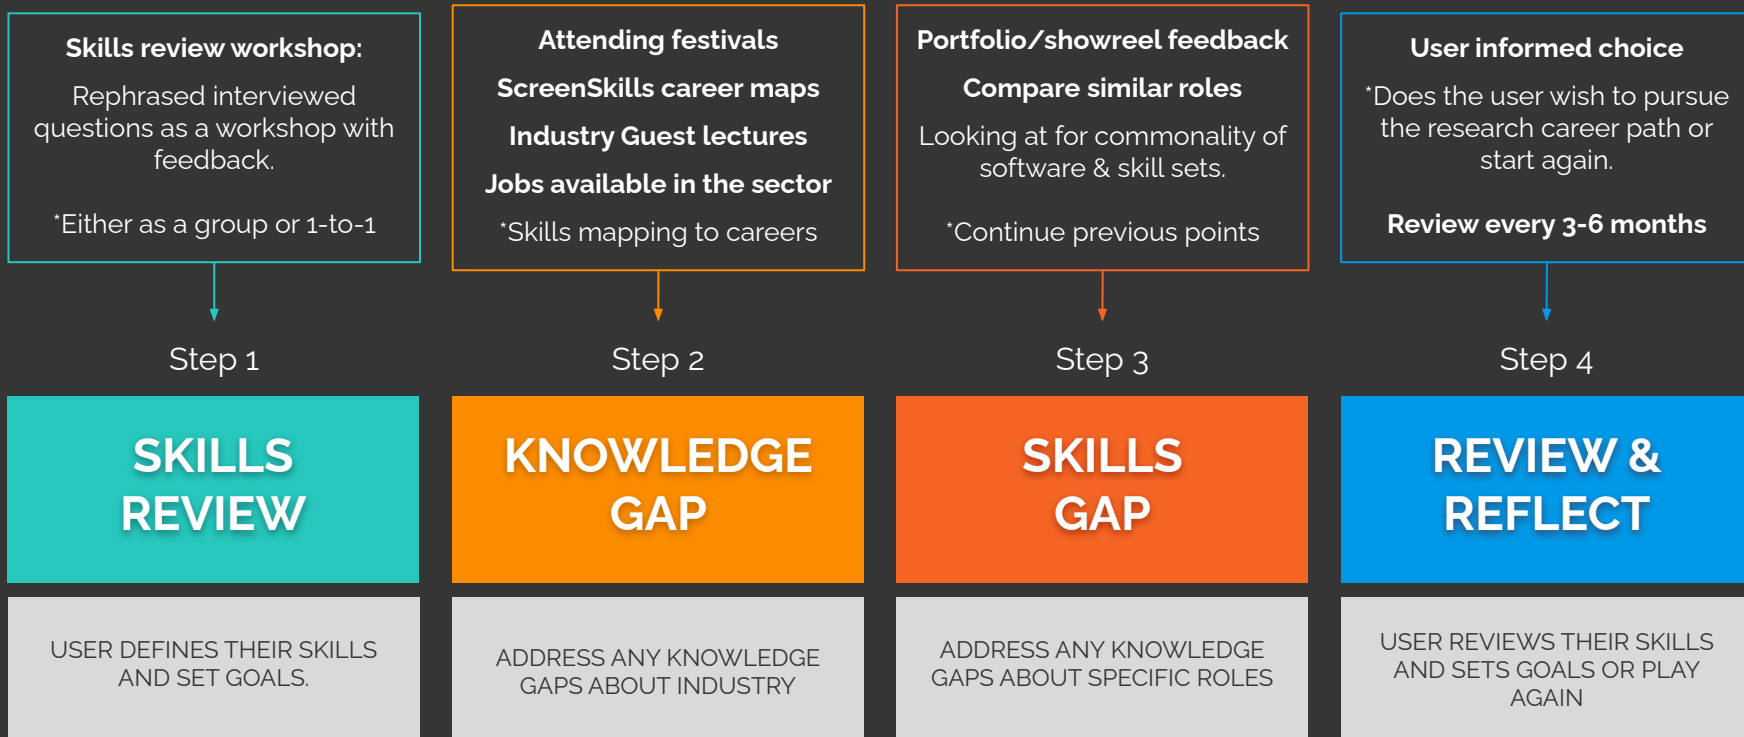 Skills review workshop:
Rephrased interviewed
questions as a workshop with
feedback.
*Either as a group or 1-to-1
Step 1
SKILLS
REVIEW
USER DEFINES THEIR SKILLS
AND SET GOALS.
Attending festivals
ScreenSkills career maps
Industry Guest lectures
Jobs available in the sector
*Skills mapping to careers
Step 2
KNOWLEDGE
GAP
ADDRESS ANY KNOWLEDGE
GAPS ABOUT INDUSTRY
Portfolio/showreel feedback
Compare similar roles
Looking at for commonality of
software & skill sets.
*Continue previous points
Step 3
SKILLS
GAP
ADDRESS ANY KNOWLEDGE
GAPS ABOUT SPECIFIC ROLES
User informed choice
*Does the user wish to pursue
the research career path or
start again.
Review every 3-6 months
Step 4
REVIEW &
REFLECT
USER REVIEWS THEIR SKILLS
AND SETS GOALS OR PLAY
AGAIN